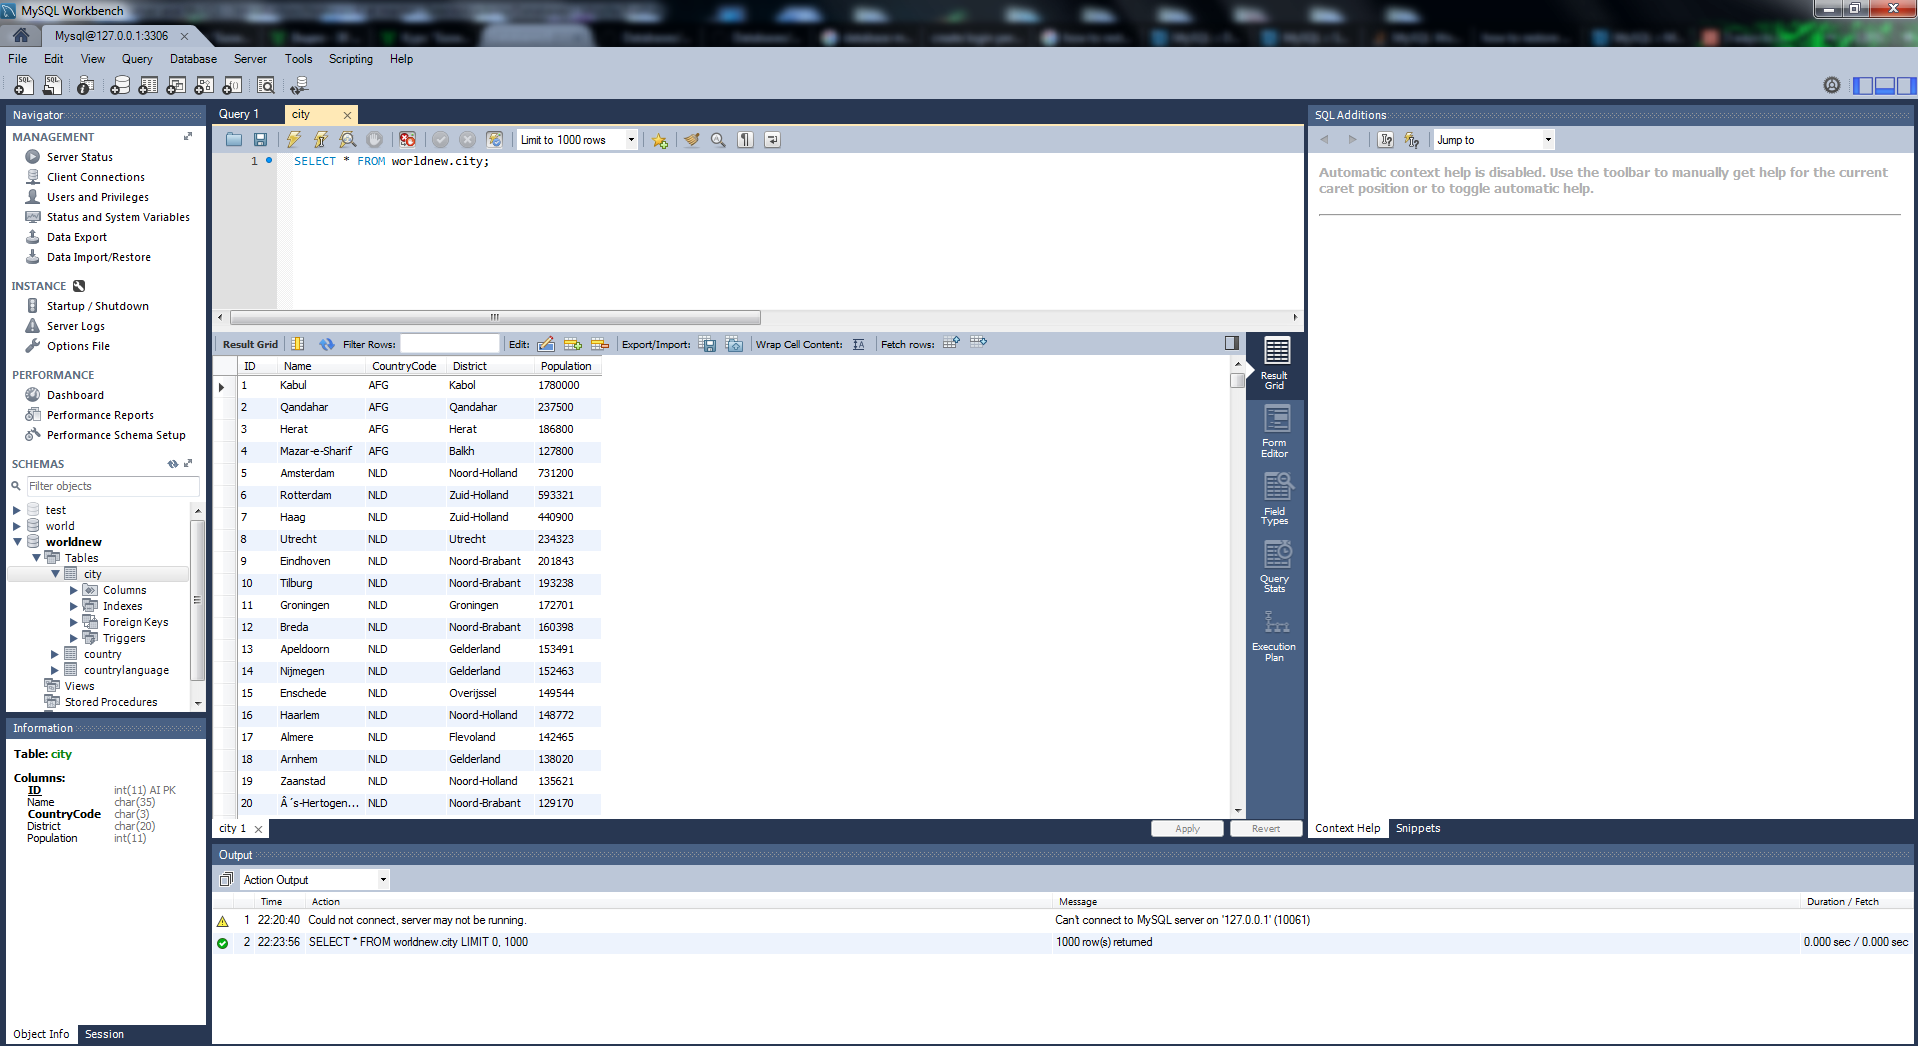 MySQL Workbench
Mysql@127.0.0.1:3306
File Edit View Query Database Server Tools Scripting Help
Navigator
MANAGEMENT
Server Status
Client Connections
Users and Privileges
Status and System Variables
Data Export
Data Import/Restore
INSTANCE
Startup / Shutdown
Server Logs
Options File
PERFORMANCE
Dashboard
Performance Reports
Performance Schema Setup
SCHEMAS
Filter objects
test
world
worldnew
Tables
city
Columns
Indexes
Foreign Keys
Triggers
country
countrylanguage
Views
Stored Procedures
Information
Table: city
Columns:
ID int(11) AI PK
Name char(35)
CountryCode char(3)
District char(20)
Population int(11)
Object Info Session
Query 1 city
Limit to 1000 rows
1 SELECT * FROM worldnew.city;
Result Grid Filter Rows: Edit: Export/Import: Wrap Cell Content: Fetch rows:
ID Name CountryCode District Population
1 Kabul AFG Kabol 1780000
2 Qandahar AFG Qandahar 237500
3 Herat AFG Herat 186800
4 Mazar-e-Sharif AFG Balkh 127800
5 Amsterdam NLD Noord-Holland 731200
6 Rotterdam NLD Zuid-Holland 593321
7 Haag NLD Zuid-Holland 440900
8 Utrecht NLD Utrecht 234323
9 Eindhoven NLD Noord-Brabant 201843
10 Tilburg NLD Noord-Brabant 193238
11 Groningen NLD Groningen 172701
12 Breda NLD Noord-Brabant 160398
13 Apeldoorn NLD Gelderland 153491
14 Nijmegen NLD Gelderland 152463
15 Enschede NLD Overijssel 149544
16 Haarlem NLD Noord-Holland 148772
17 Almere NLD Flevoland 142465
18 Arnhem NLD Gelderland 138020
19 Zaanstad NLD Noord-Holland 135621
20 Â´s-Hertogen... NLD Noord-Brabant 129170
Result
Grid
Form
Editor
Field
Types
Query
Stats
Execution
Plan
city 1 Apply Revert
SQL Additions
Jump to
Automatic context help is disabled. Use the toolbar to manually get help for the current
caret position or to toggle automatic help.
Context Help Snippets
Output
Action Output
Time Action Message Duration / Fetch
1 22:20:40 Could not connect, server may not be running. Can't connect to MySQL server on '127.0.0.1' (10061)
2 22:23:56 SELECT * FROM worldnew.city LIMIT 0, 1000 1000 row(s) returned 0.000 sec / 0.000 sec